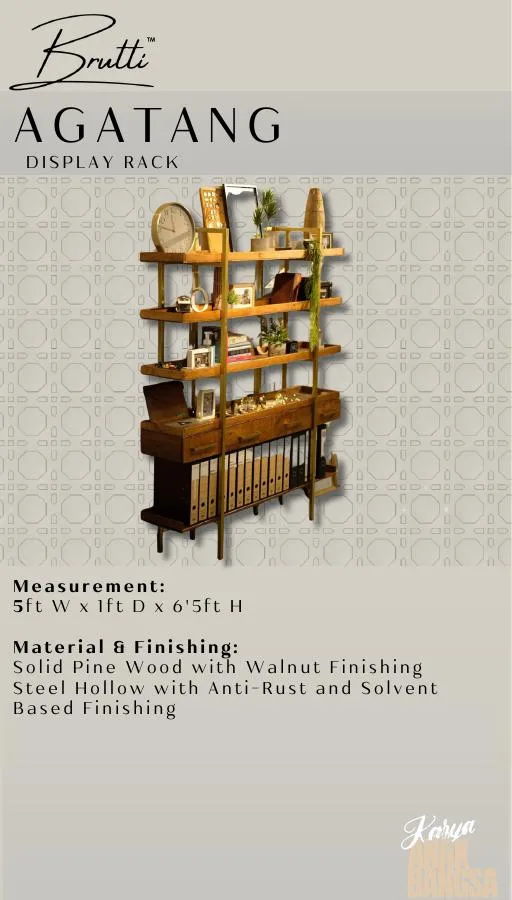 Brutti™
AGATANG
DISPLAY RACK
Measurement:
5ft W x 1ft D x 6'5ft H
Material & Finishing:
Solid Pine Wood with Walnut Finishing
Steel Hollow with Anti-Rust and Solvent
Based Finishing
Karya
ANAK
BANGSA